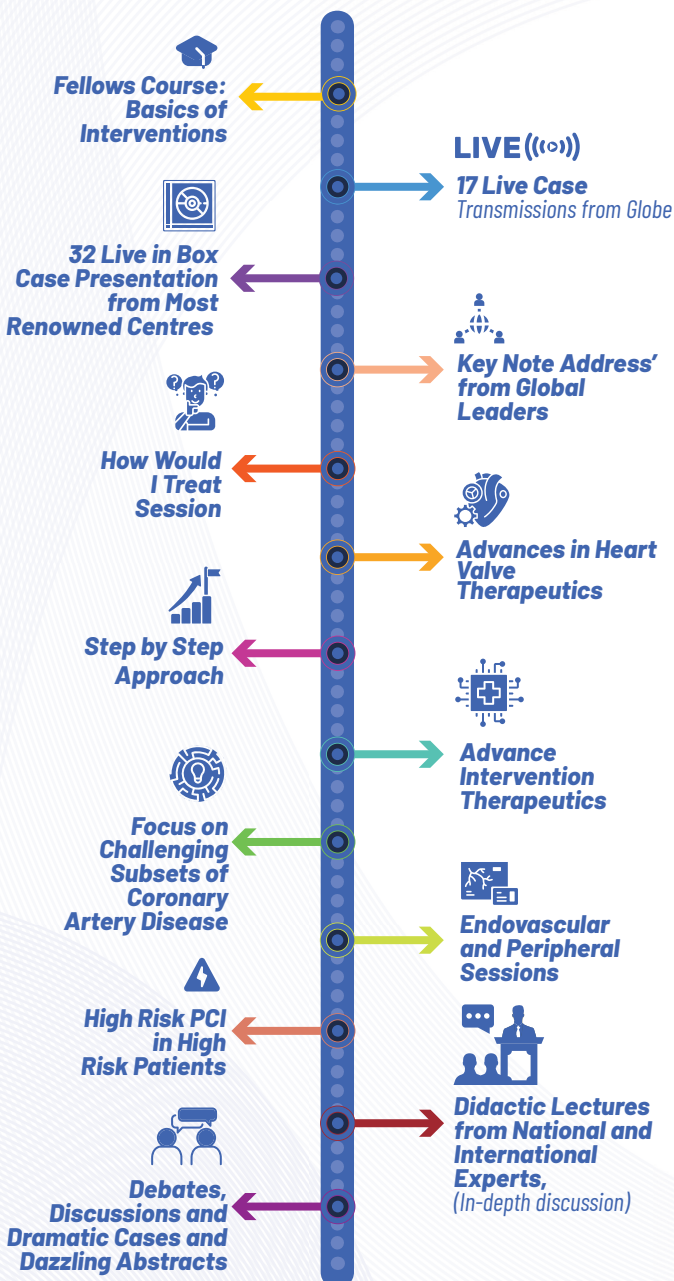 Fellows Course:
Basics of
Interventions
LIVE
17 Live Case
Transmissions from Globe
32 Live in Box
Case Presentation
from Most
Renowned Centres
Key Note Address’
from Global
Leaders
? ?
How Would
I Treat
Session
Advances in Heart
Valve
Therapeutics
Step by Step
Approach
Advance
Intervention
Therapeutics
Focus on
Challenging
Subsets of
Coronary
Artery Disease
Endovascular
and Peripheral
Sessions
High Risk PCI
in High
Risk Patients
Didactic Lectures
from National and
International
Experts,
(In-depth discussion)
Debates,
Discussions and
Dramatic Cases and
Dazzling Abstracts